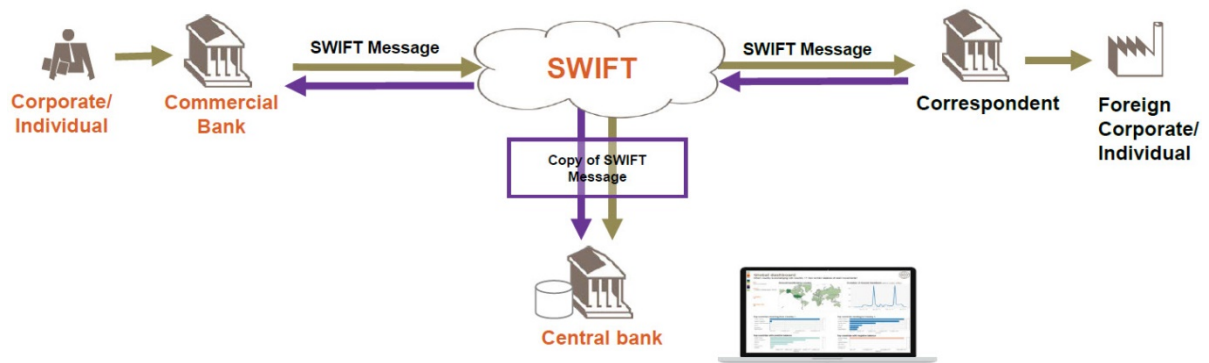 SWIFT Message
SWIFT
SWIFT Message
Corporate/
Individual
Commercial
Bank
Correspondent
Foreign
Corporate/
Individual
Copy of SWIFT
Message
Central bank